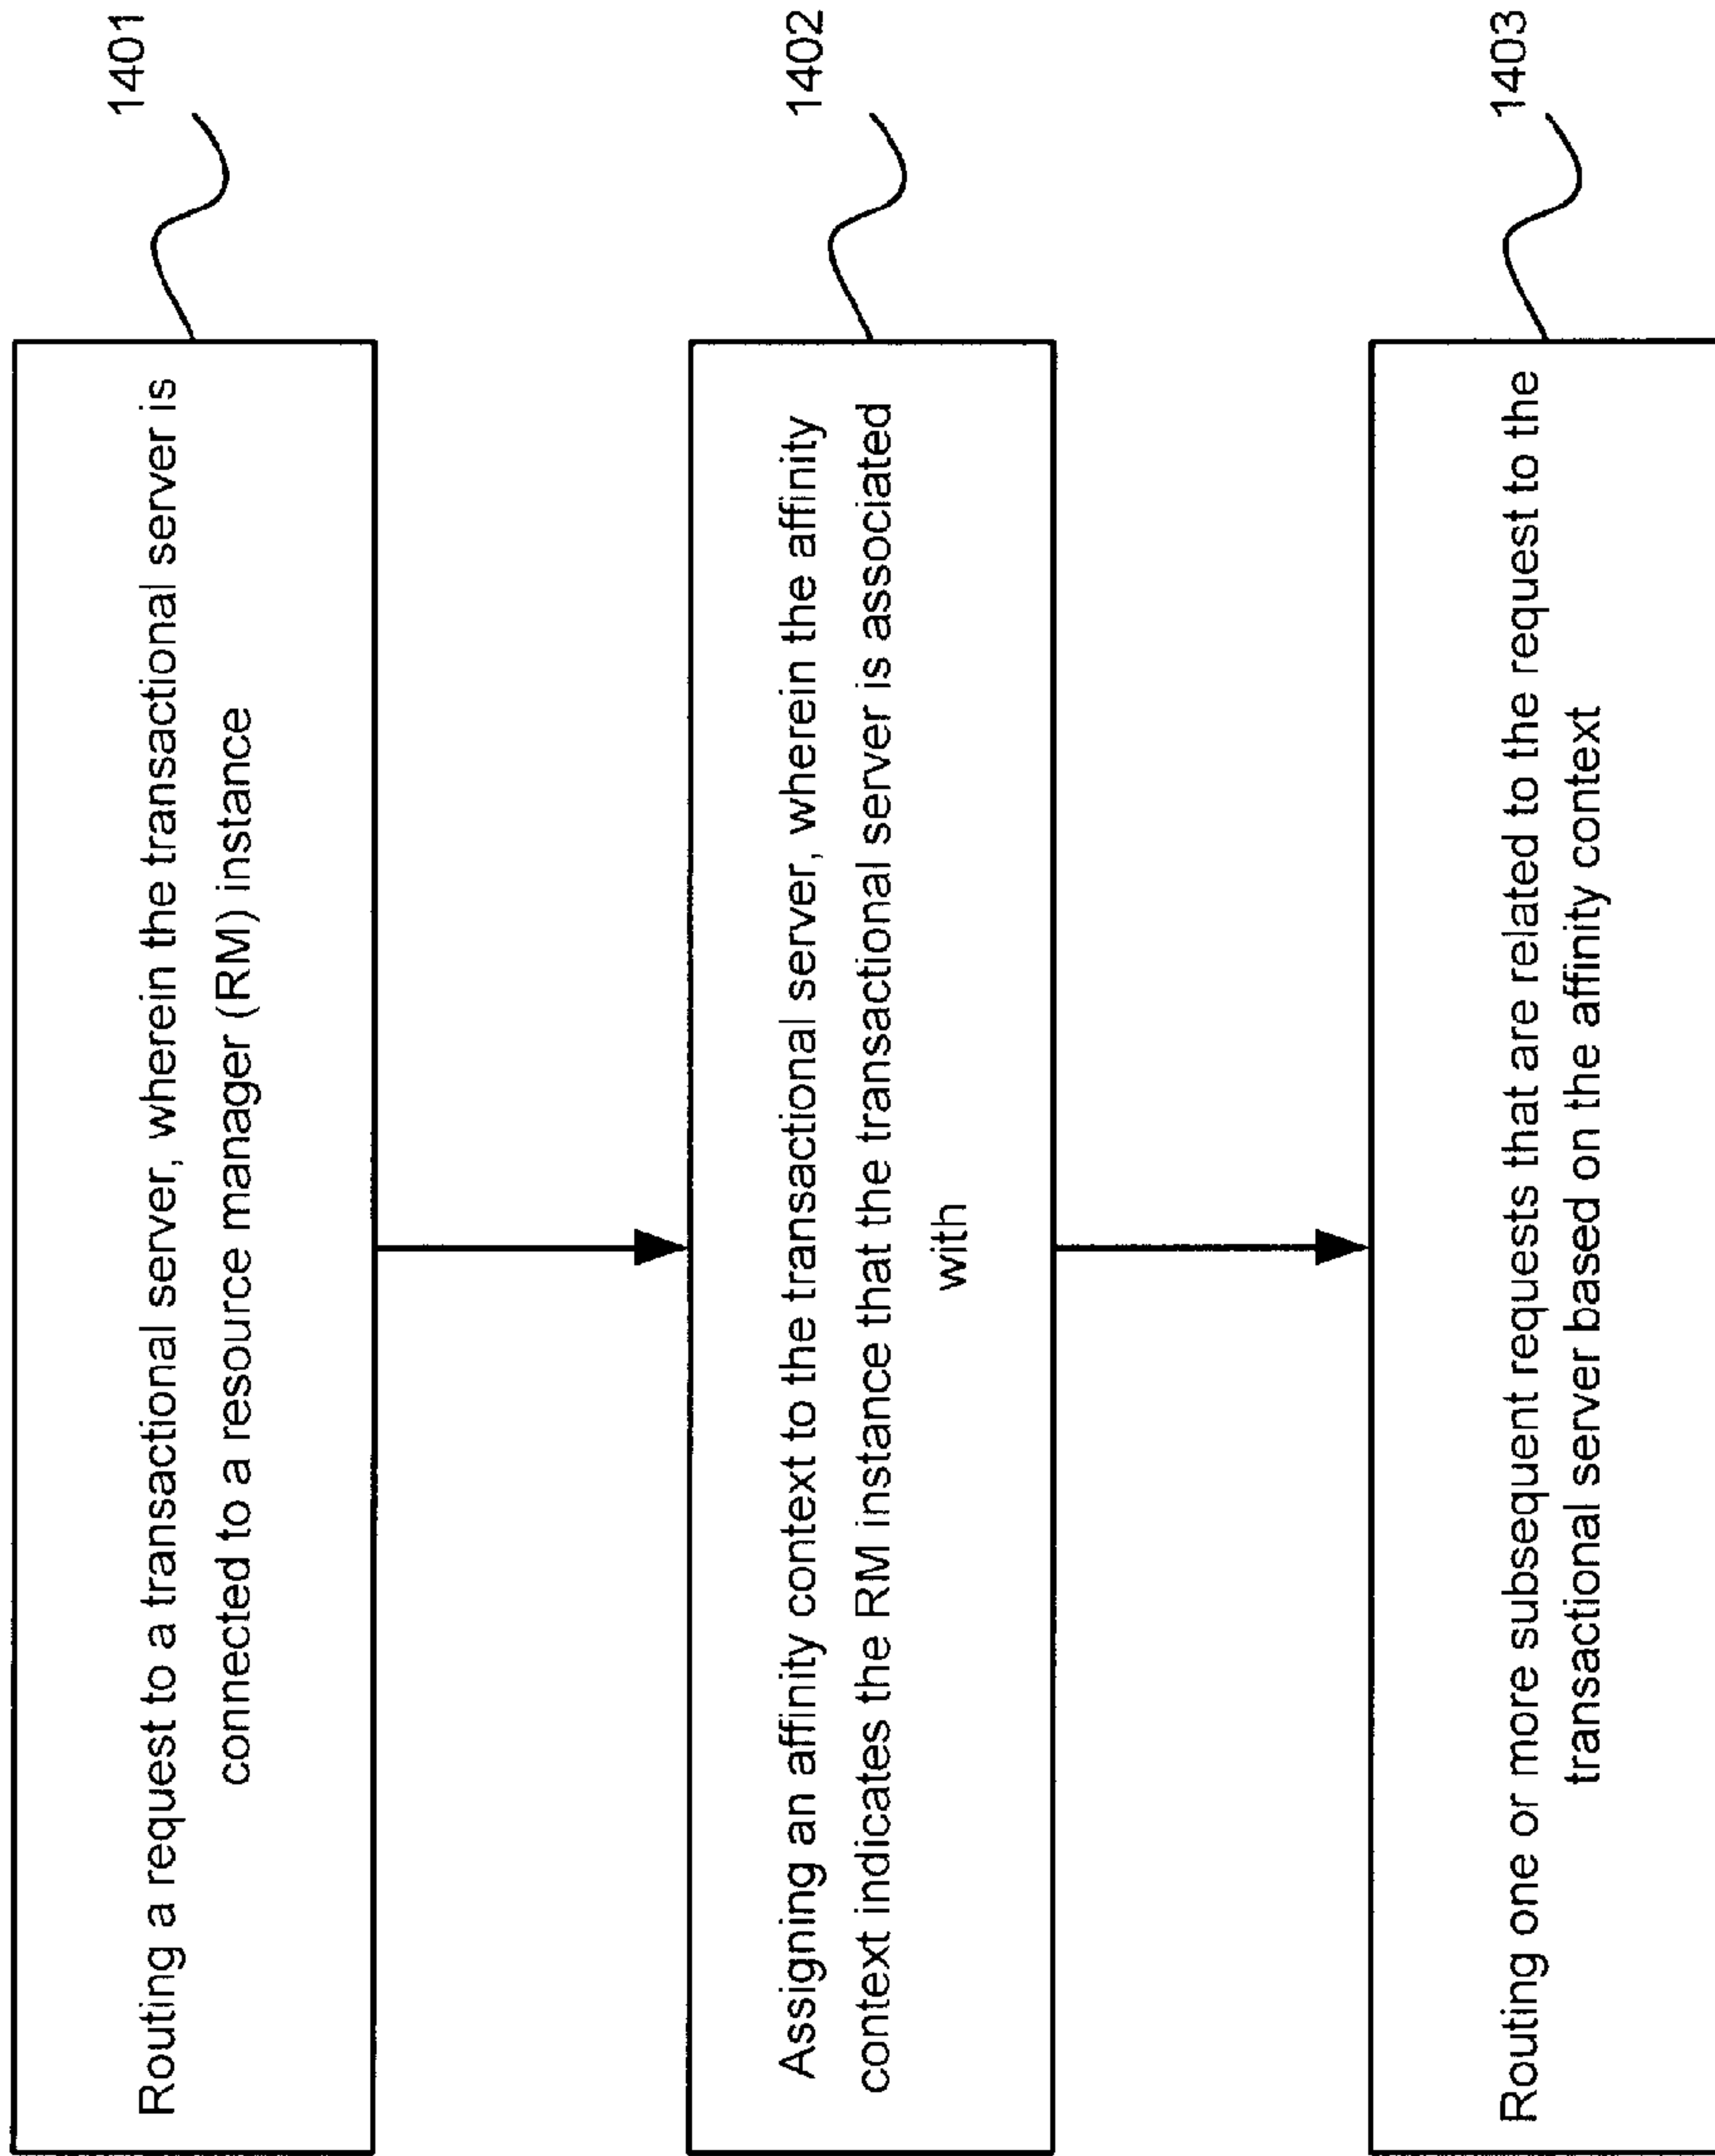 Routing a request to a transactional server, wherein the transactional server is
connected to a resource manager (RM) instance
1401
Assigning an affinity context to the transactional server, wherein the affinity
context indicates the RM instance that the transactional server is associated
with
1402
Routing one or more subsequent requests that are related to the request to the
transactional server based on the affinity context
1403